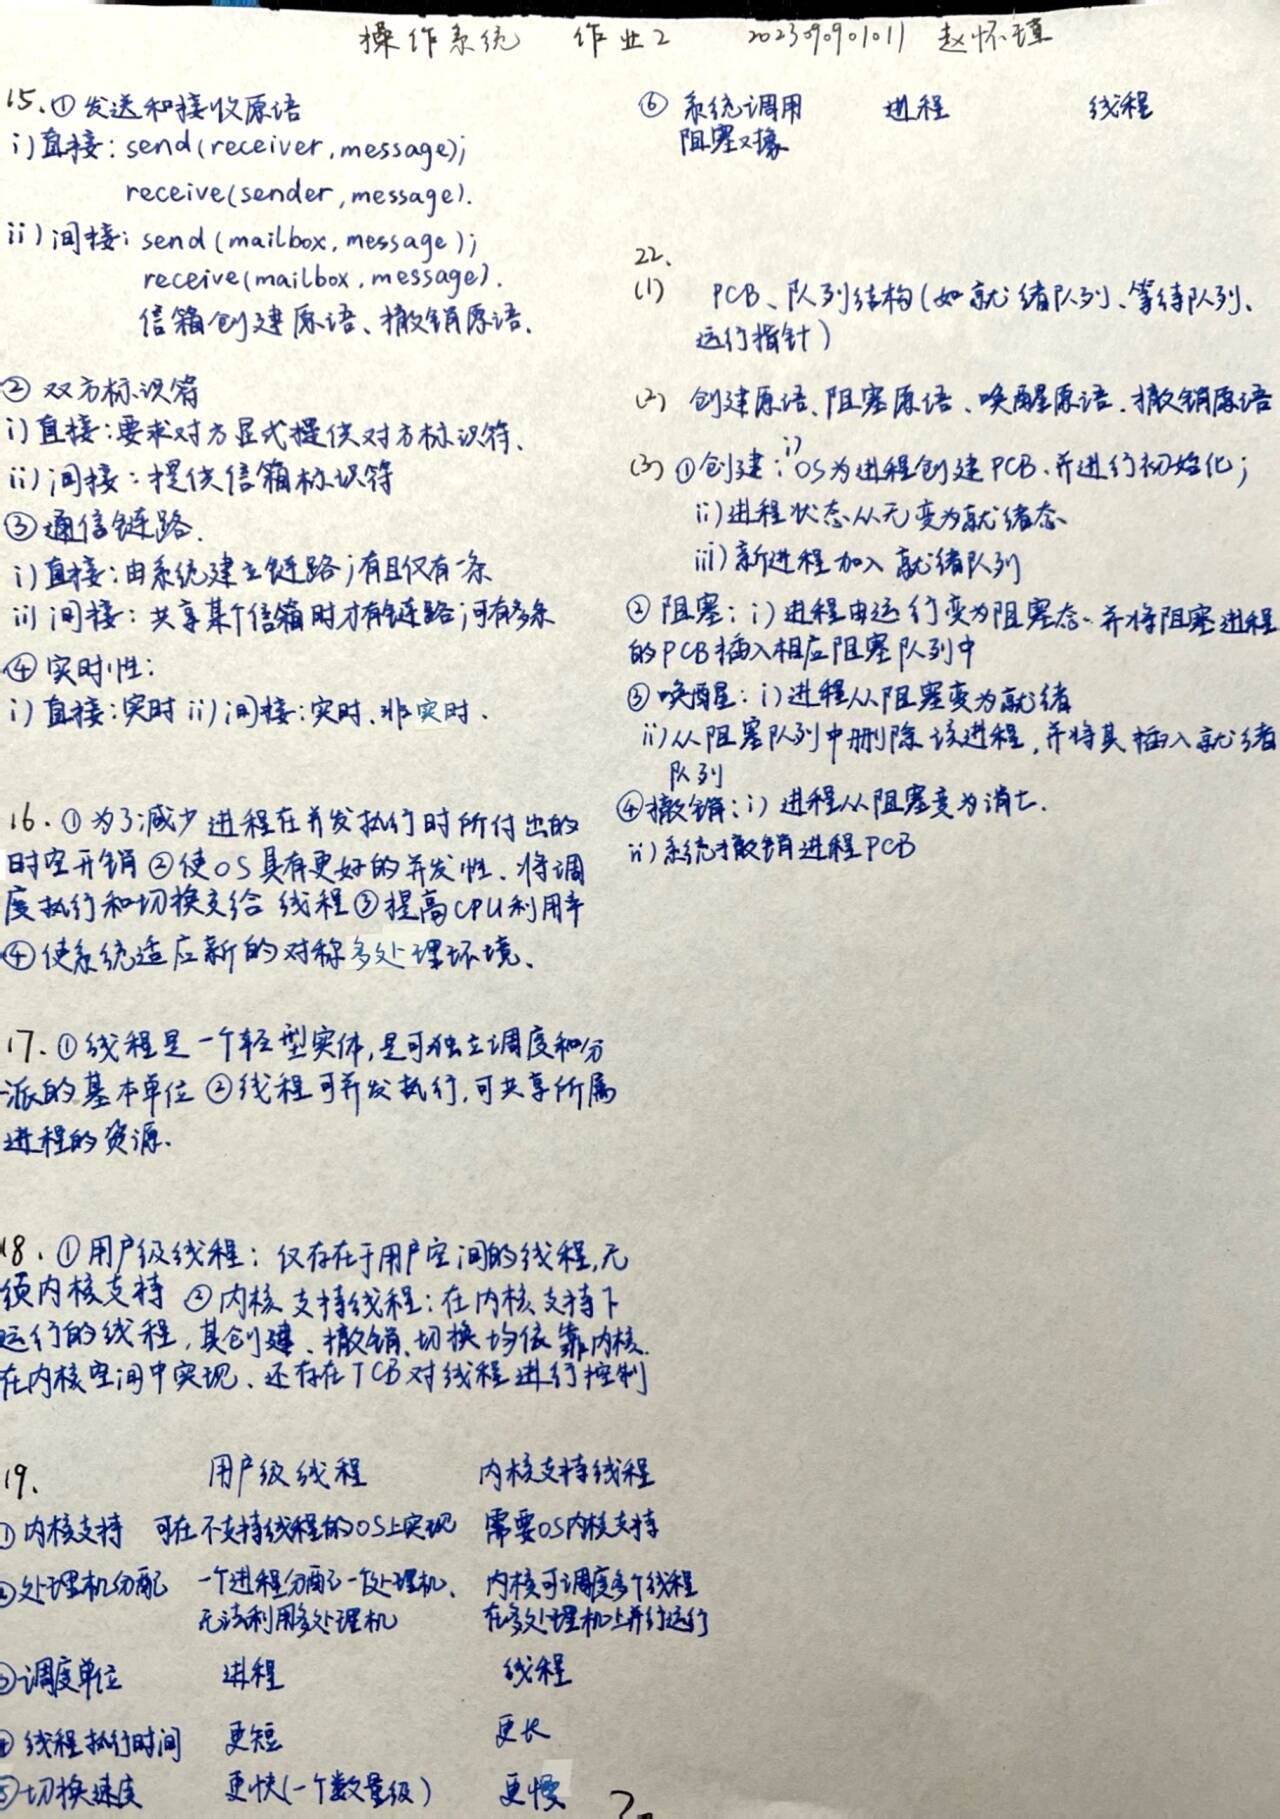 操作系统 作业2 2023090901011 赵怀瑾
15.①发送和接收原语
i)直接:send(receiver,message);
receive(sender,message).
ii)间接:send(mailbox,message);
receive(mailbox,message).
信箱创建原语、撤销原语.
②双方标识符
i)直接:要求对方显式提供对方标识符.
ii)间接:提供信箱标识符
③通信链路.
i)直接:由系统建立链路;有且仅有一条
ii)间接:共享某个信箱时才有链路;可有多条
④实时性:
i)直接:实时 ii)间接:实时、非实时.
16.①为了减少进程在并发执行时所付出的
时空开销②使OS具有更好的并发性、将调
度执行和切换交给线程③提高CPU利用率
④使系统适应新的对称多处理环境、
17.①线程是一个轻型实体,是可独立调度和分
派的基本单位②线程可并发执行,可共享所属
进程的资源.
18.①用户级线程:仅存在于用户空间的线程,无
须内核支持②内核支持线程:在内核支持下
运行的线程,其创建、撤销、切换均依靠内核.
在内核空间中实现、还存在TCB对线程进行控制
19. 用户级线程 内核支持线程
①内核支持 可在不支持线程的OS上实现 需要OS内核支持
②处理机分配 一个进程分配了一个处理机、 内核可调度多个线程
无法利用多处理机 在多处理机上并行运行
③调度单位 进程 线程
④线程执行时间 更短 更长
⑤切换速度 更快(一个数量级) 更慢
⑥系统调用 进程 线程
阻塞对象
22.
(1) PCB、队列结构(如就绪队列、等待队列、
运行指针)
(2) 创建原语、阻塞原语、唤醒原语、撤销原语
(3)①创建:i)OS为进程创建PCB、并进行初始化;
ii)进程状态从无变为就绪态
iii)新进程加入就绪队列
②阻塞:i)进程由运行变为阻塞态、并将阻塞进程
的PCB插入相应阻塞队列中
③唤醒:i)进程从阻塞变为就绪
ii)从阻塞队列中删除该进程,并将其插入就绪
队列
④撤销:i)进程从阻塞变为消亡.
ii)系统撤销进程PCB